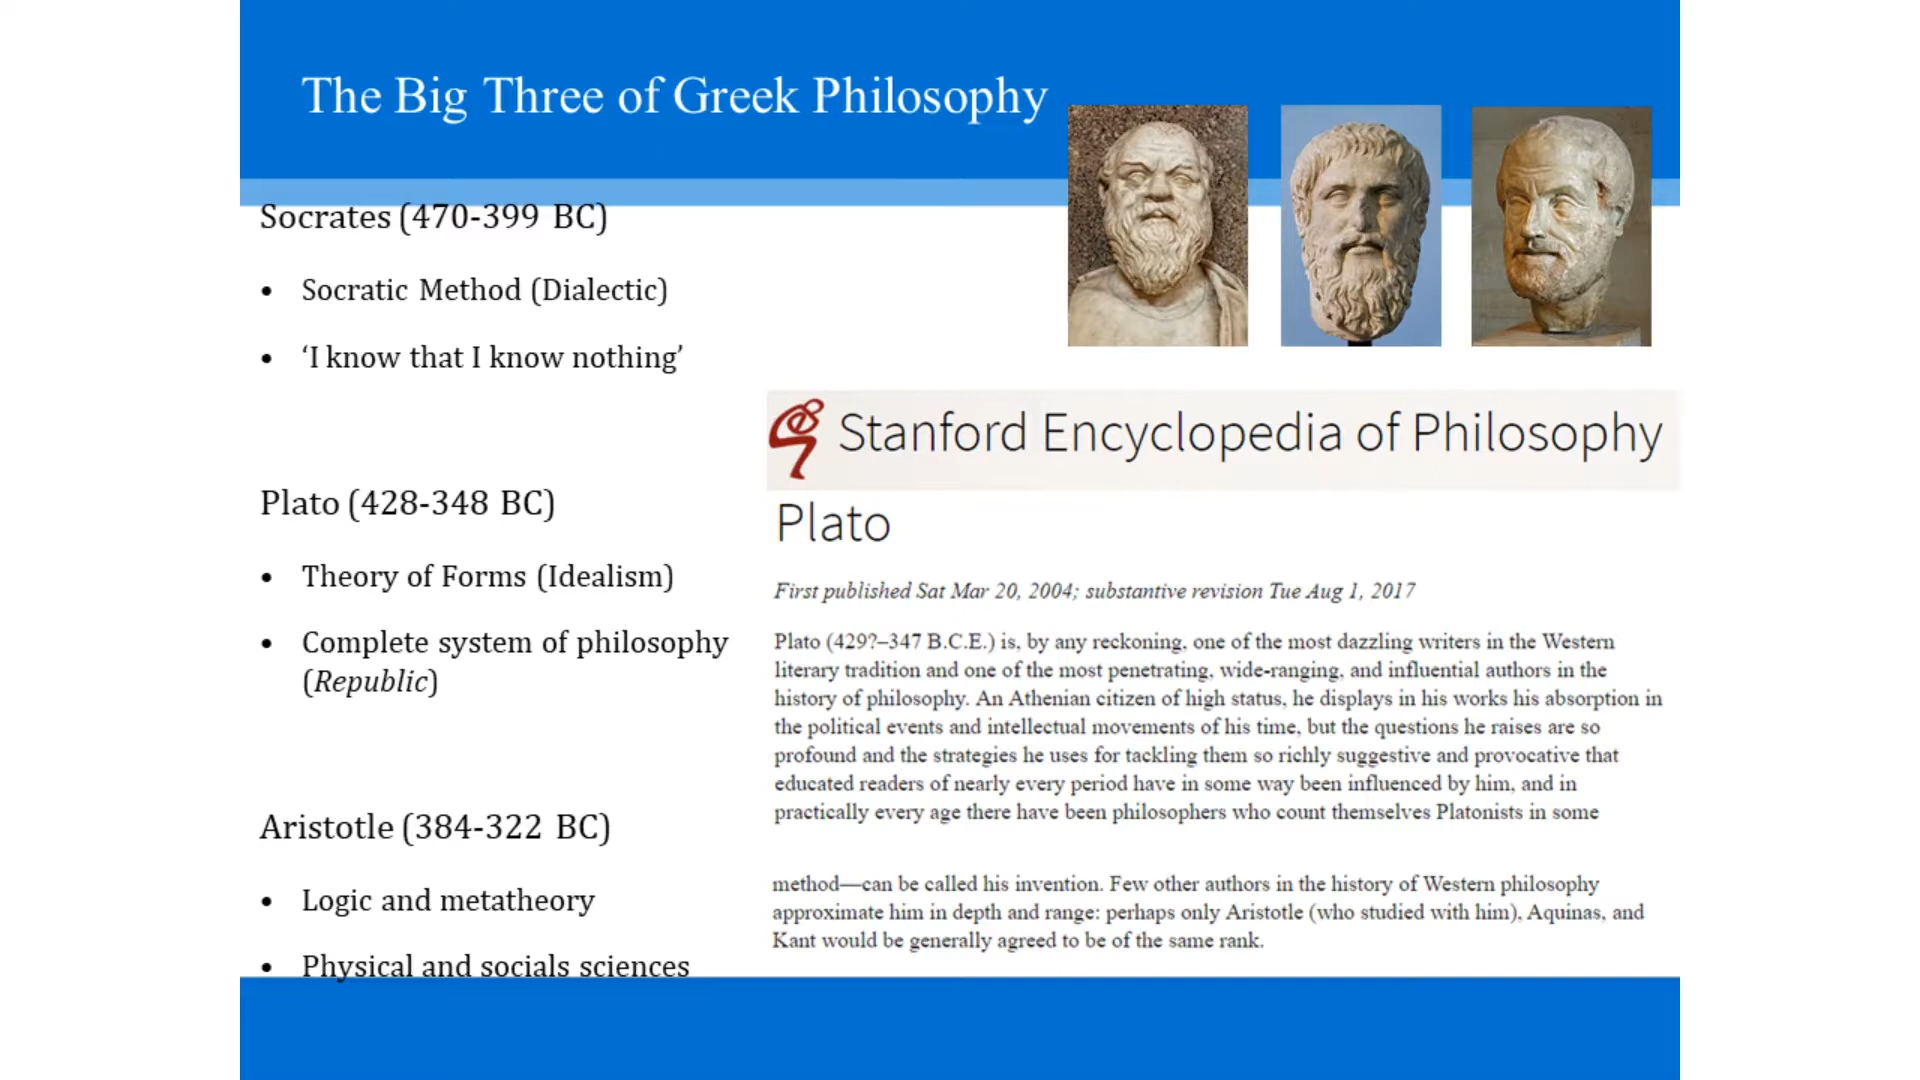 The Big Three of Greek Philosophy
Socrates (470-399 BC)
• Socratic Method (Dialectic)
• ‘I know that I know nothing’
Plato (428-348 BC)
• Theory of Forms (Idealism)
• Complete system of philosophy
(Republic)
Aristotle (384-322 BC)
• Logic and metatheory
• Physical and socials sciences
Stanford Encyclopedia of Philosophy
Plato
First published Sat Mar 20, 2004; substantive revision Tue Aug 1, 2017
Plato (429?–347 B.C.E.) is, by any reckoning, one of the most dazzling writers in the Western
literary tradition and one of the most penetrating, wide-ranging, and influential authors in the
history of philosophy. An Athenian citizen of high status, he displays in his works his absorption in
the political events and intellectual movements of his time, but the questions he raises are so
profound and the strategies he uses for tackling them so richly suggestive and provocative that
educated readers of nearly every period have in some way been influenced by him, and in
practically every age there have been philosophers who count themselves Platonists in some
method—can be called his invention. Few other authors in the history of Western philosophy
approximate him in depth and range: perhaps only Aristotle (who studied with him), Aquinas, and
Kant would be generally agreed to be of the same rank.